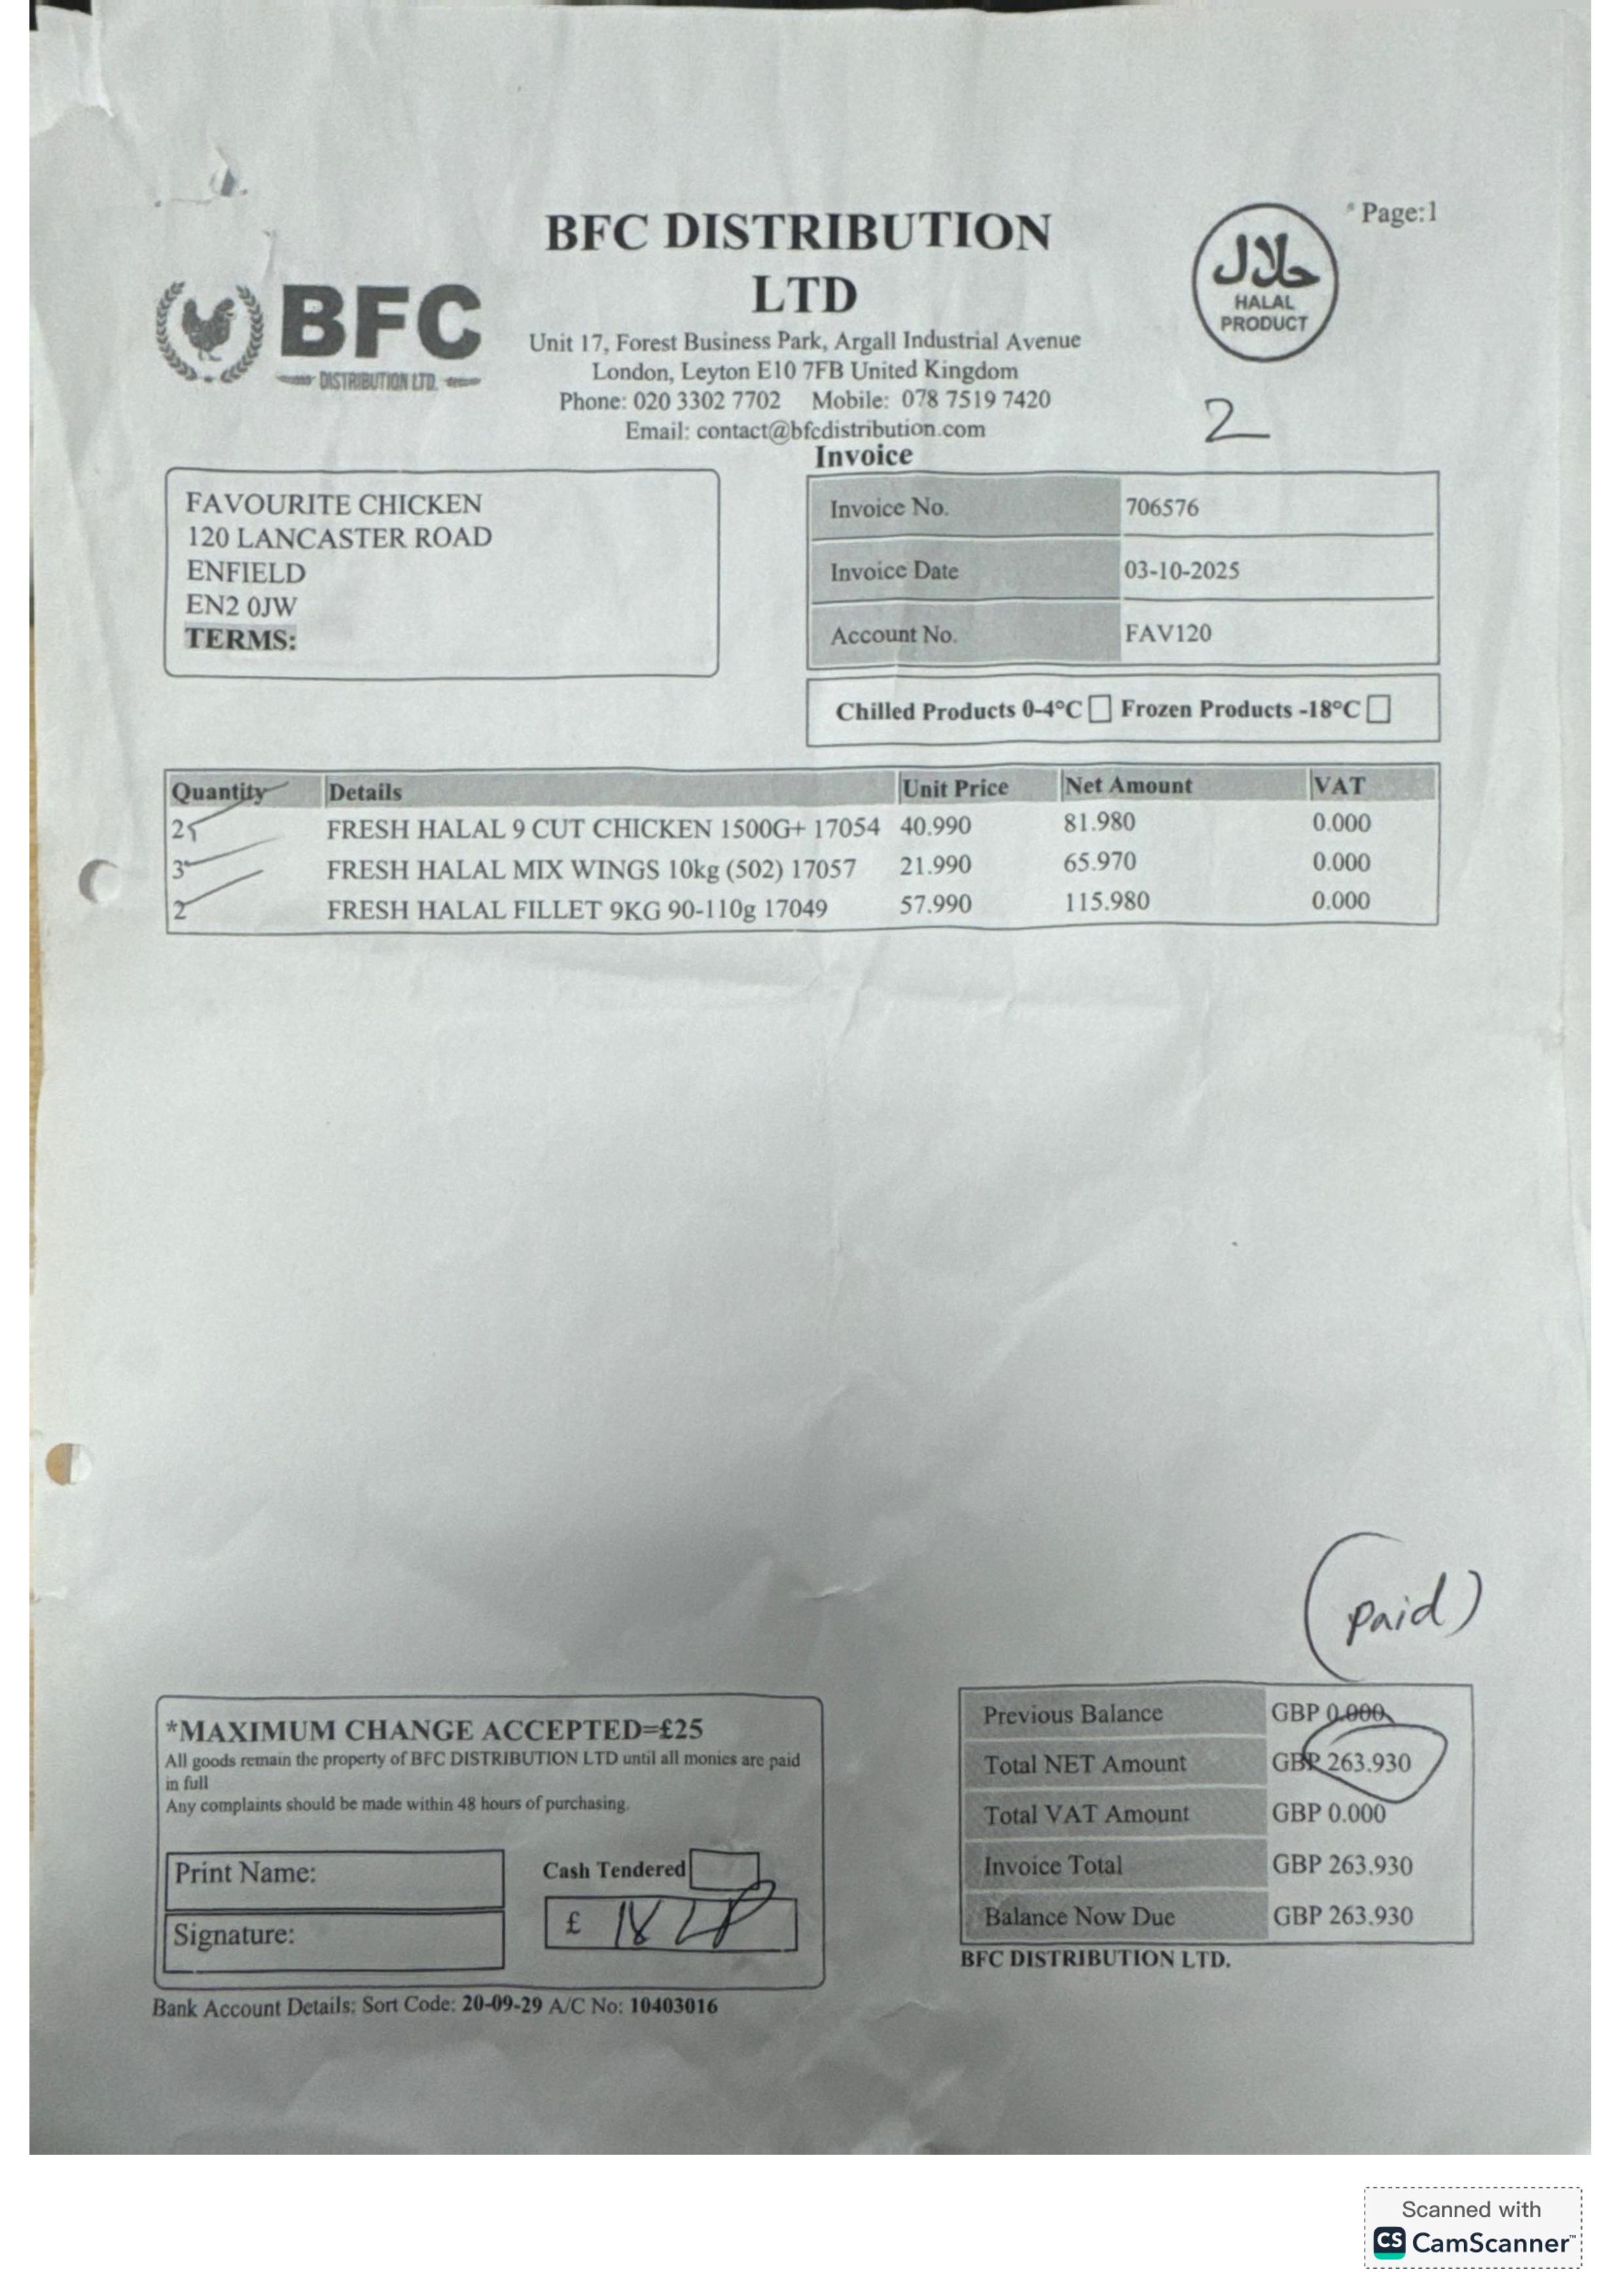 * Page:1
BFC DISTRIBUTION
LTD
BFC
DISTRIBUTION LTD.
حلال
HALAL
PRODUCT
Unit 17, Forest Business Park, Argall Industrial Avenue
London, Leyton E10 7FB United Kingdom
Phone: 020 3302 7702 Mobile: 078 7519 7420
Email: contact@bfcdistribution.com
2
Invoice
FAVOURITE CHICKEN
120 LANCASTER ROAD
ENFIELD
EN2 0JW
TERMS:
Invoice No. 706576
Invoice Date 03-10-2025
Account No. FAV120
Chilled Products 0-4°C Frozen Products -18°C
Quantity Details Unit Price Net Amount VAT
2 FRESH HALAL 9 CUT CHICKEN 1500G+ 17054 40.990 81.980 0.000
3 FRESH HALAL MIX WINGS 10kg (502) 17057 21.990 65.970 0.000
2 FRESH HALAL FILLET 9KG 90-110g 17049 57.990 115.980 0.000
(paid)
*MAXIMUM CHANGE ACCEPTED=£25
All goods remain the property of BFC DISTRIBUTION LTD until all monies are paid
in full
Any complaints should be made within 48 hours of purchasing.
Print Name:
Signature:
Cash Tendered
£
Bank Account Details: Sort Code: 20-09-29 A/C No: 10403016
Previous Balance GBP 0.000
Total NET Amount GBP 263.930
Total VAT Amount GBP 0.000
Invoice Total GBP 263.930
Balance Now Due GBP 263.930
BFC DISTRIBUTION LTD.
Scanned with
CS CamScanner™